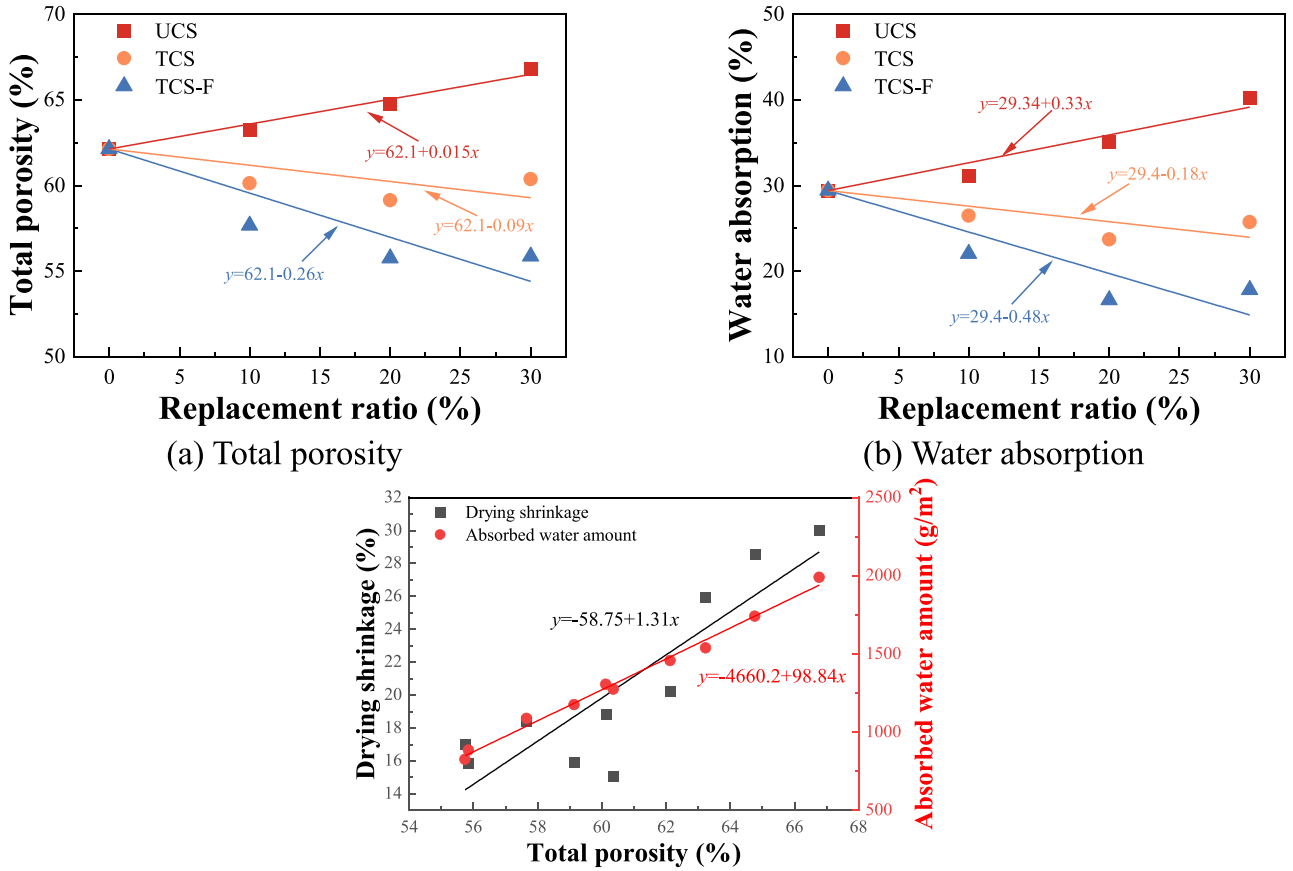 70
65
60
55
50
Total porosity (%)
UCS
TCS
TCS-F
y=62.1+0.015x
y=62.1-0.09x
y=62.1-0.26x
0 5 10 15 20 25 30
Replacement ratio (%)
(a) Total porosity
50
40
30
20
10
Water absorption (%)
UCS
TCS
TCS-F
y=29.34+0.33x
y=29.4-0.18x
y=29.4-0.48x
0 5 10 15 20 25 30
Replacement ratio (%)
(b) Water absorption
32
30
28
26
24
22
20
18
16
14
Drying shrinkage (%)
Drying shrinkage
Absorbed water amount
y=-58.75+1.31x
y=-4660.2+98.84x
2500
2000
1500
1000
500
Absorbed water amount (g/m²)
54 56 58 60 62 64 66 68
Total porosity (%)